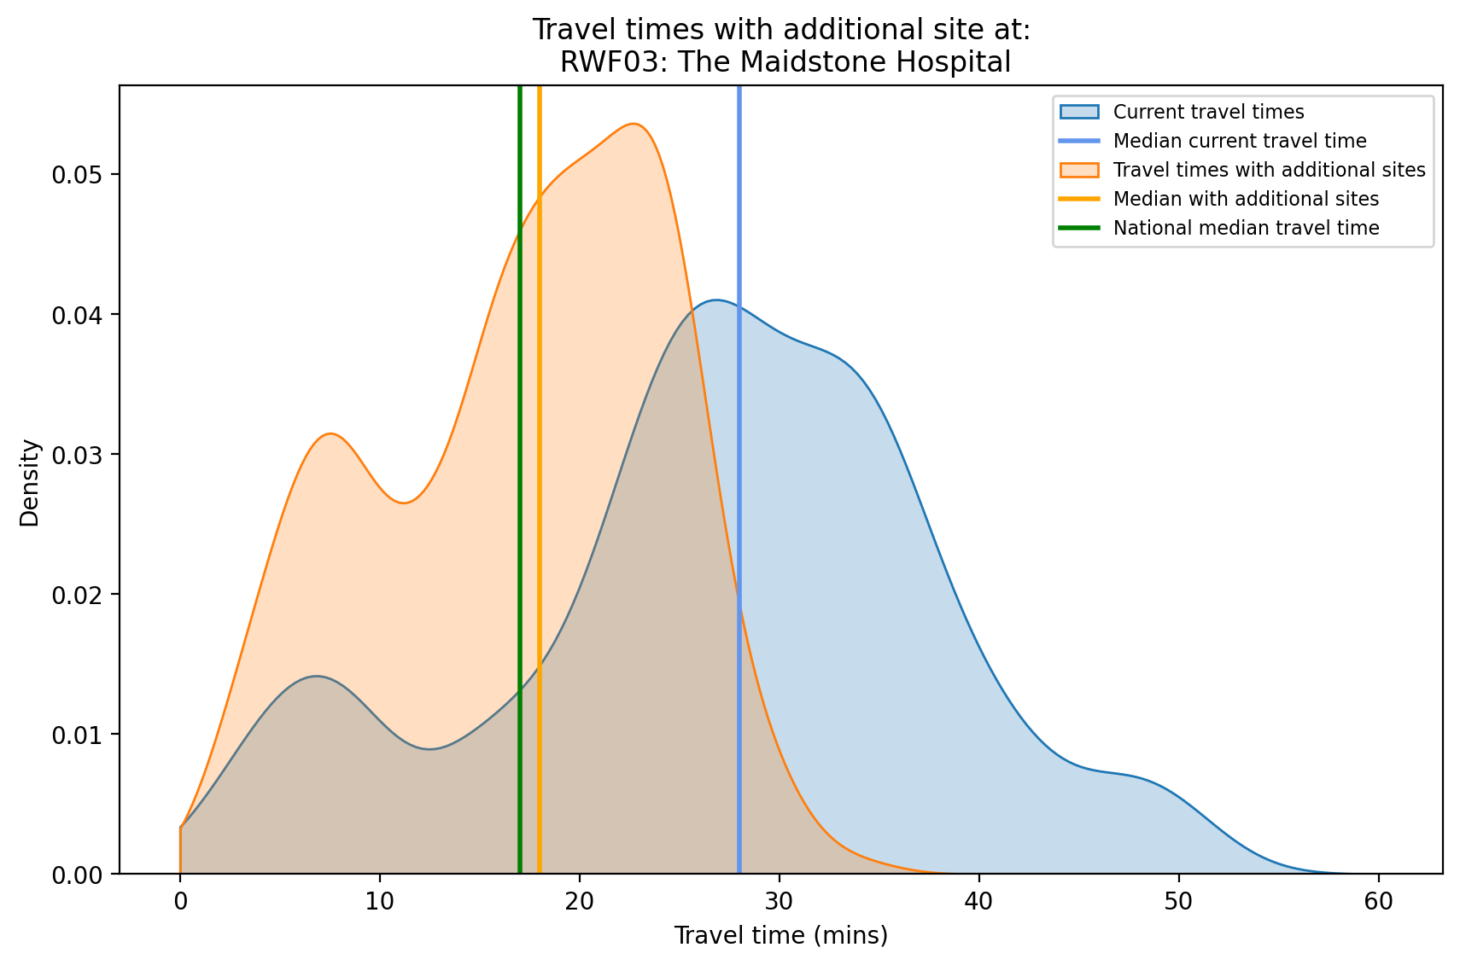 Travel times with additional site at:
RWF03: The Maidstone Hospital
Current travel times
Median current travel time
Travel times with additional sites
Median with additional sites
National median travel time
Density
0.05
0.04
0.03
0.02
0.01
0.00
0 10 20 30 40 50 60
Travel time (mins)